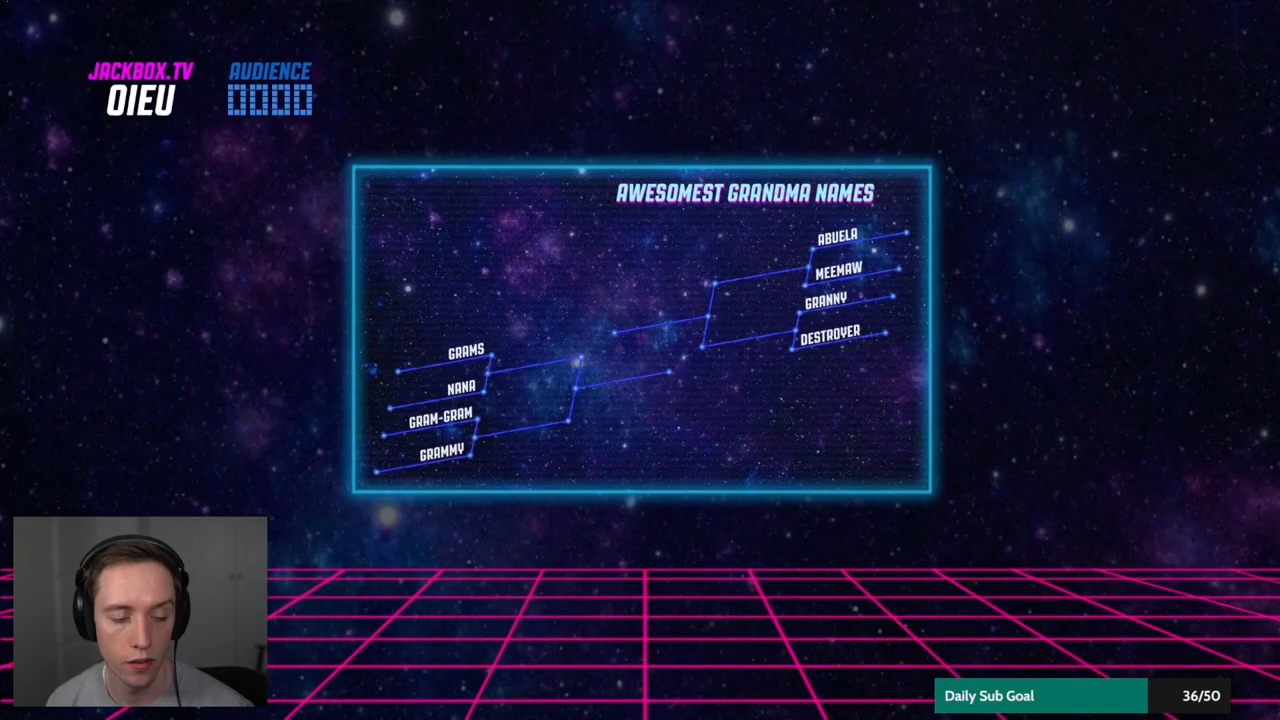 JACKBOX.TV
OIEU
AUDIENCE
AWESOMEST GRANDMA NAMES
ABUELA
MEEMAW
GRANNY
DESTROYER
GRAMS
NANA
GRAM-GRAM
GRAMMY
Daily Sub Goal
36/50